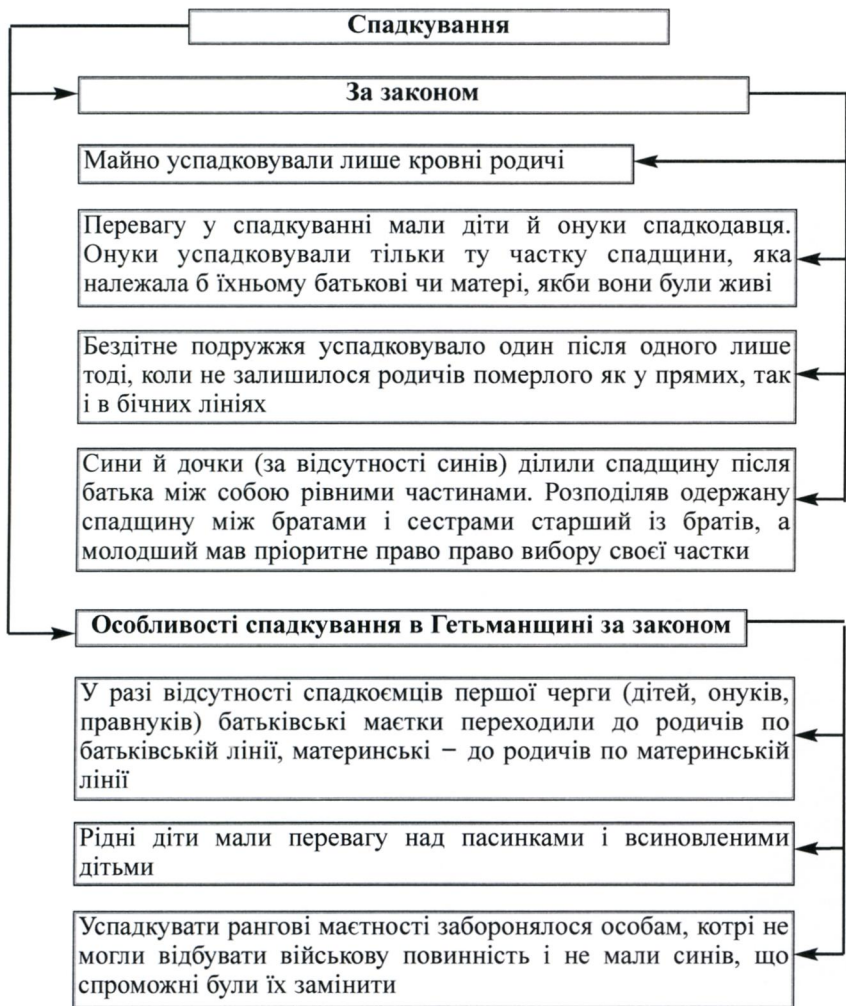 Спадкування
За законом
Майно успадковували лише кровні родичі
Перевагу у спадкуванні мали діти й онуки спадкодавця.
Онуки успадковували тільки ту частку спадщини, яка
належала б їхньому батькові чи матері, якби вони були живі
Бездітне подружжя успадковувало один після одного лише
тоді, коли не залишилося родичів померлого як у прямих, так
і в бічних лініях
Сини й дочки (за відсутності синів) ділили спадщину після
батька між собою рівними частинами. Розподіляв одержану
спадщину між братами і сестрами старший із братів, а
молодший мав пріоритетне право право вибору своєї частки
Особливості спадкування в Гетьманщині за законом
У разі відсутності спадкоємців першої черги (дітей, онуків,
правнуків) батьківські маєтки переходили до родичів по
батьківській лінії, материнські – до родичів по материнській
лінії
Рідні діти мали перевагу над пасинками і всиновленими
дітьми
Успадкувати рангові маєтності заборонялося особам, котрі не
могли відбувати військову повинність і не мали синів, що
спроможні були їх замінити